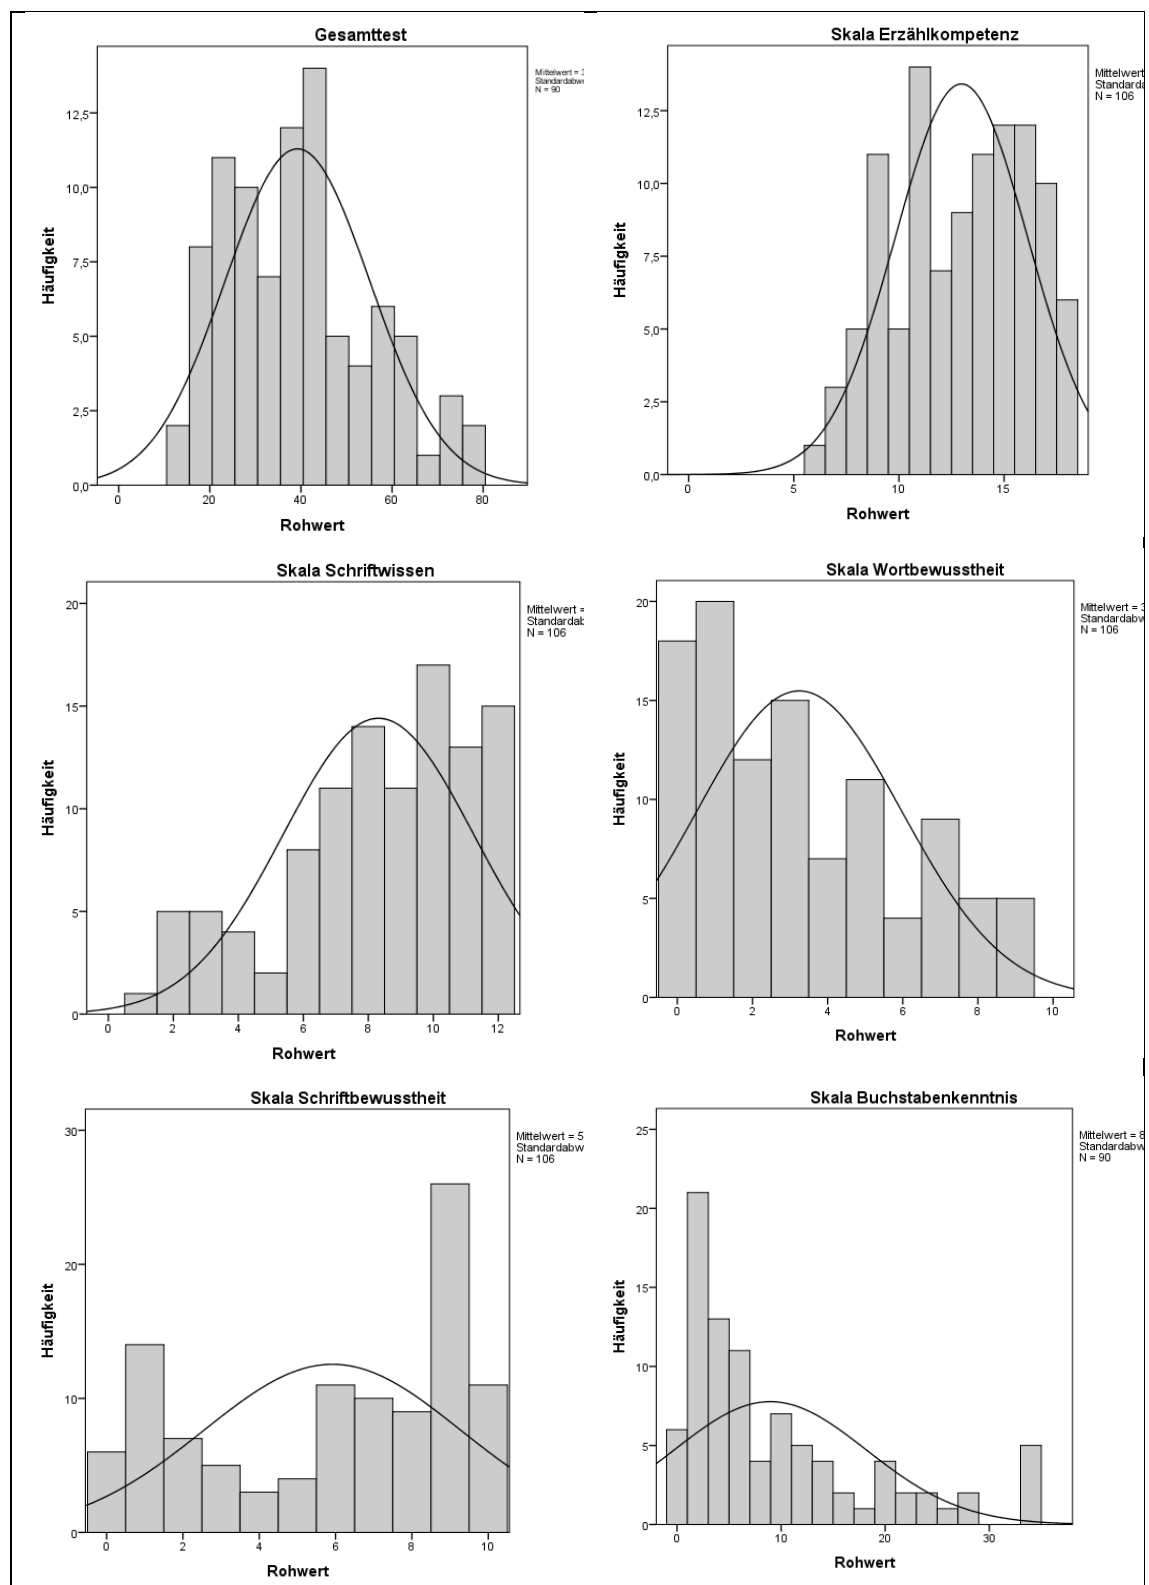 Gesamttest
Mittelwert = 3
Standardabw
N = 90
Häufigkeit
12,5
10,0
7,5
5,0
2,5
0,0
0 20 40 60 80
Rohwert
Skala Erzählkompetenz
Mittelwert
Standarda
N = 106
Häufigkeit
12,5
10,0
7,5
5,0
2,5
0,0
0 5 10 15
Rohwert
Skala Schriftwissen
Mittelwert =
Standardab
N = 106
Häufigkeit
20
15
10
5
0
0 2 4 6 8 10 12
Rohwert
Skala Wortbewusstheit
Mittelwert = 3
Standardabw
N = 106
Häufigkeit
20
15
10
5
0
0 2 4 6 8 10
Rohwert
Skala Schriftbewusstheit
Mittelwert = 5
Standardabw
N = 106
Häufigkeit
30
20
10
0
0 2 4 6 8 10
Rohwert
Skala Buchstabenkenntnis
Mittelwert = 8
Standardabw
N = 90
Häufigkeit
25
20
15
10
5
0
0 10 20 30
Rohwert